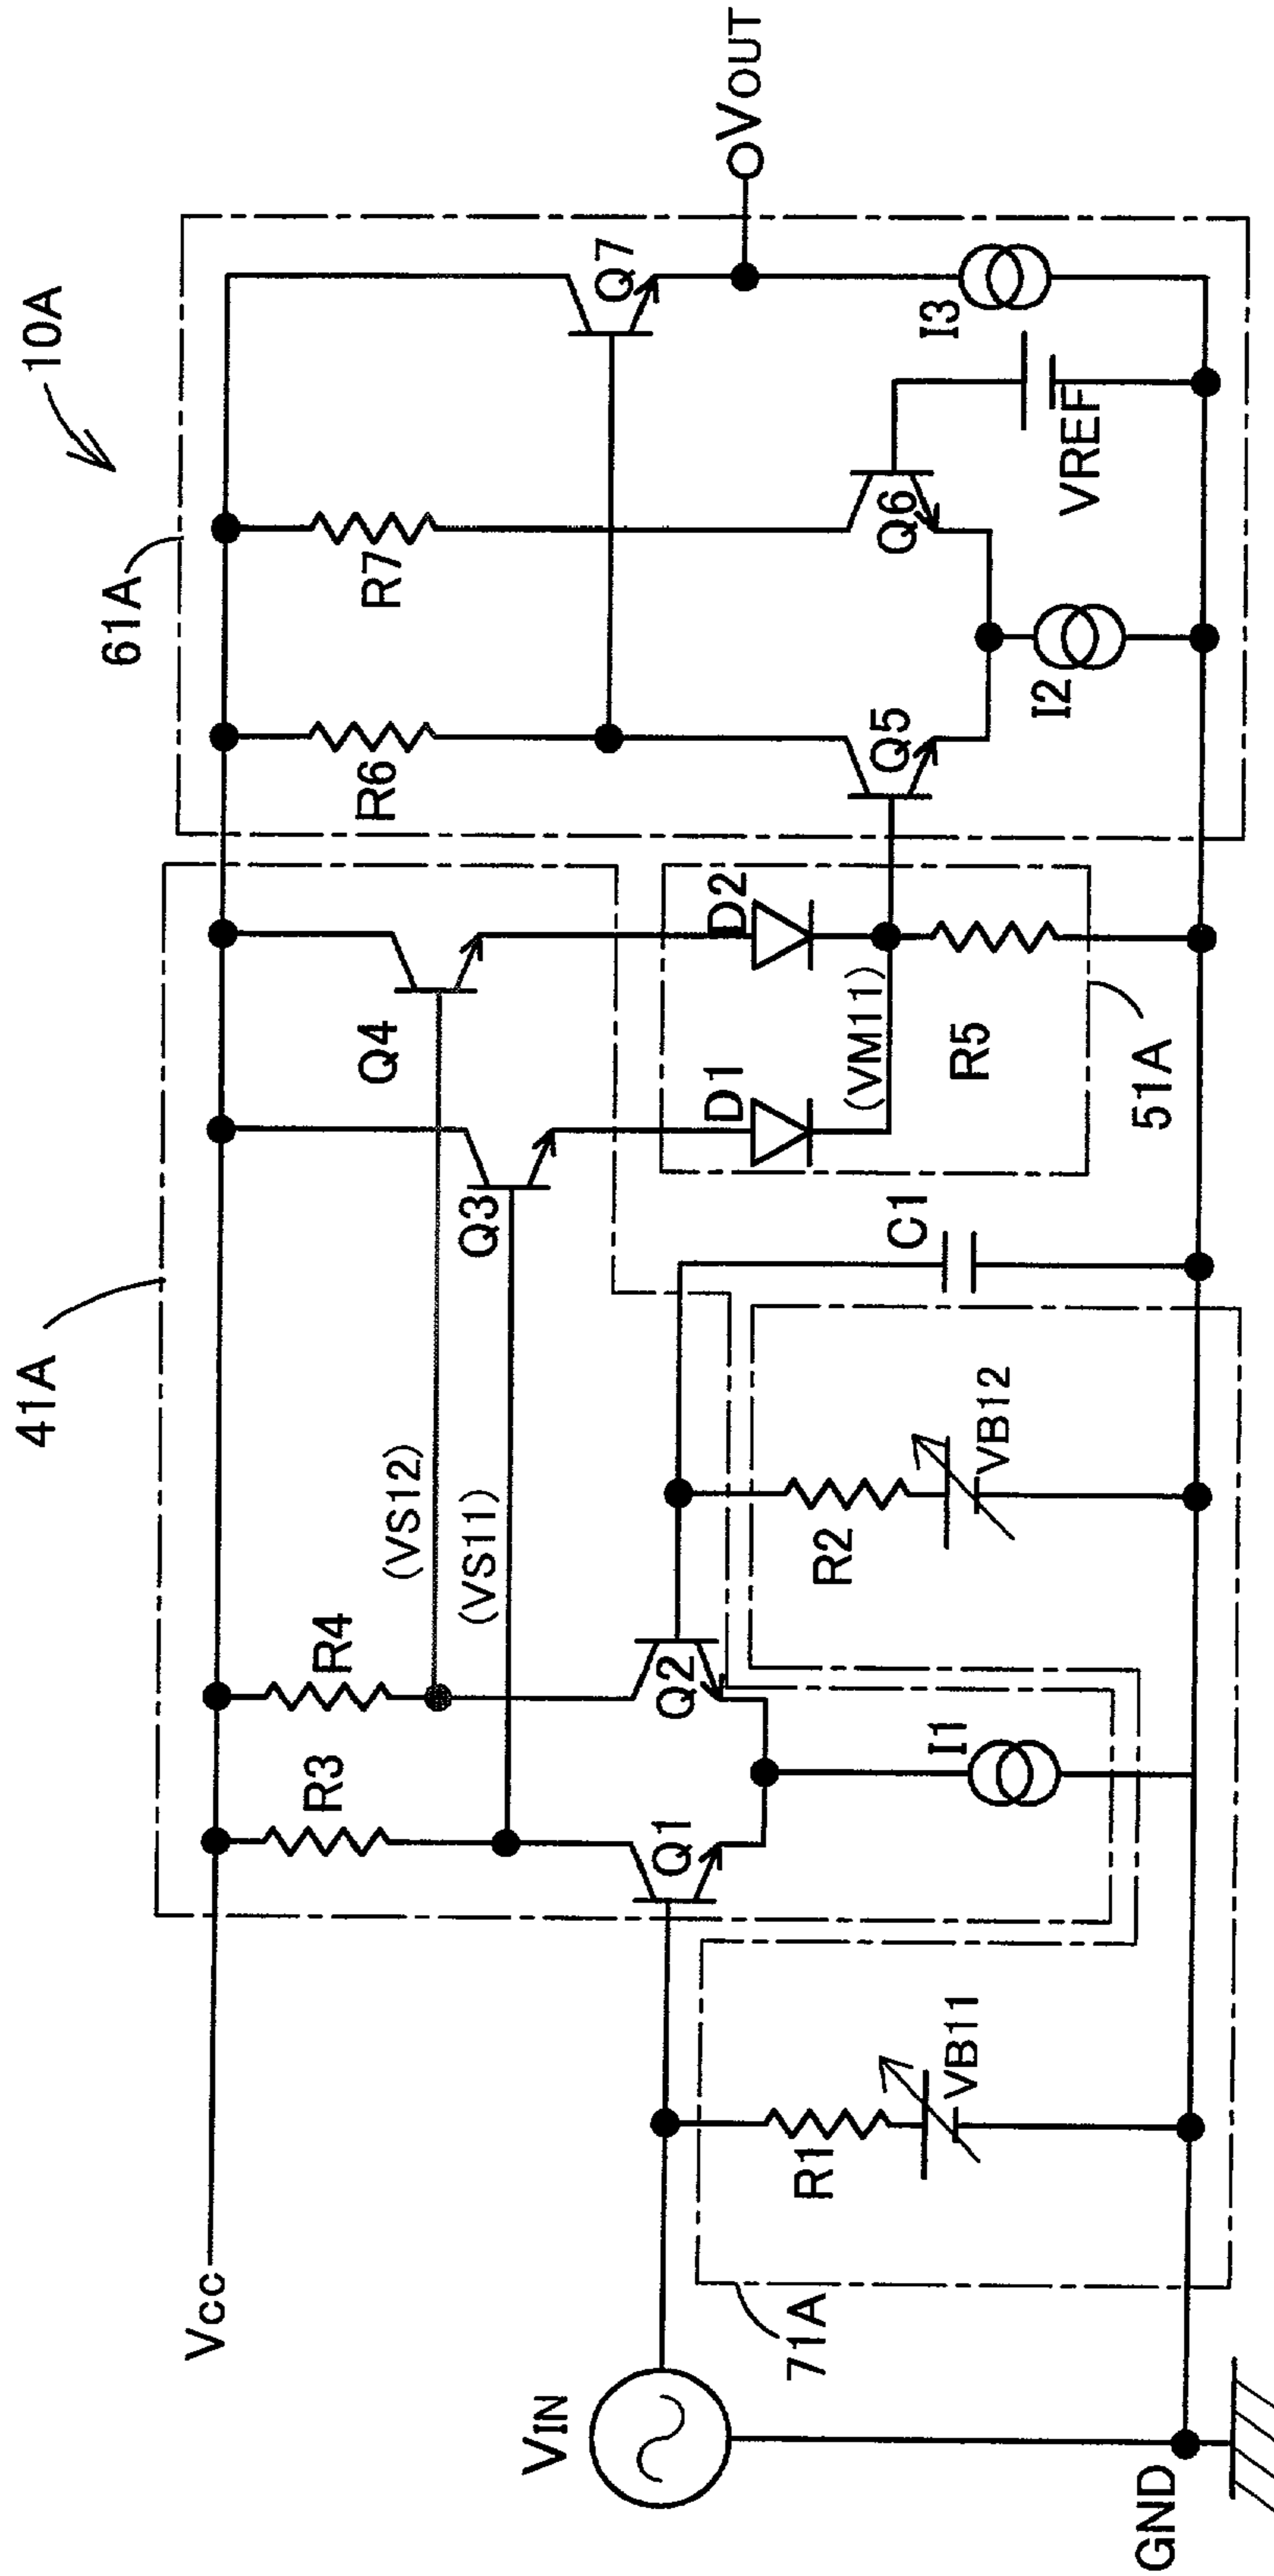 10A
41A
61A
Vcc
R3
R4
(VS12)
(VS11)
Q4
Q3
R6
R7
Q7
VOUT
VIN
Q1
Q2
D1
D2
Q5
Q6
(VM11)
R1
VB11
I1
R2
VB12
C1
R5
I2
VREF
I3
71A
51A
GND